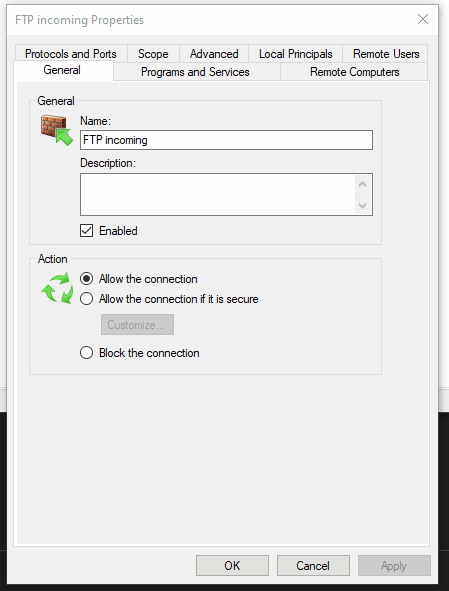 FTP incoming Properties
Protocols and Ports Scope Advanced Local Principals Remote Users
General Programs and Services Remote Computers
General
Name:
FTP incoming
Description:
Enabled
Action
Allow the connection
Allow the connection if it is secure
Customize...
Block the connection
OK Cancel Apply